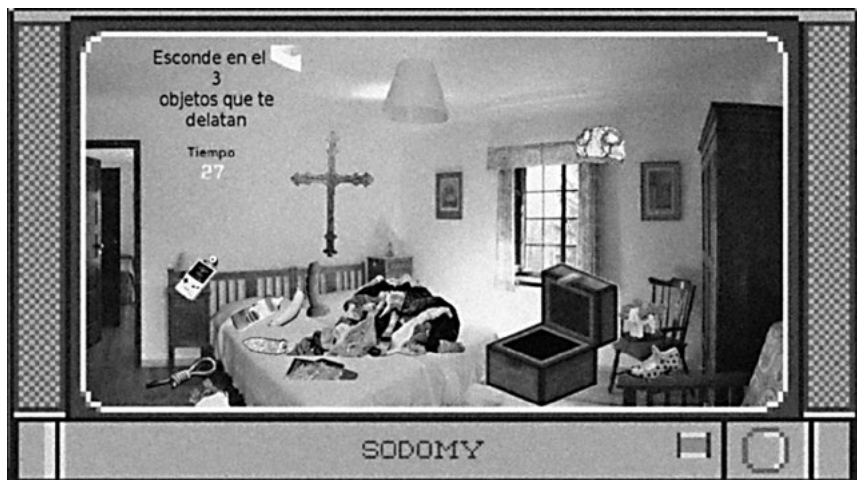 Esconde en el
3
objetos que te
delatan
Tiempo
27
SODOMY